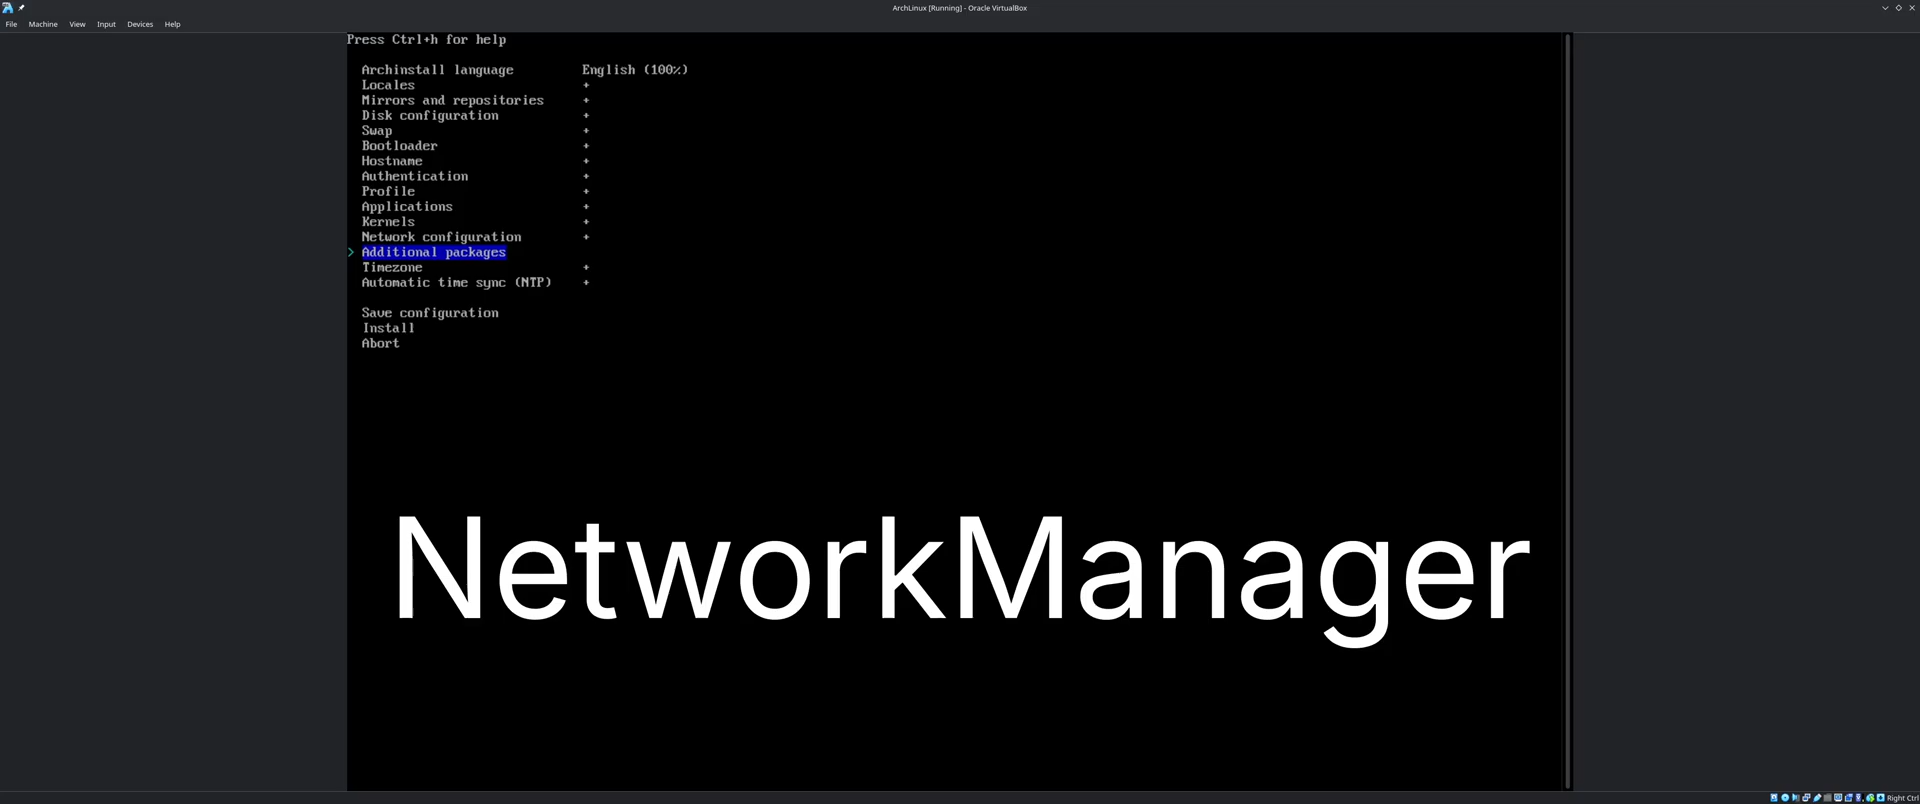 ArchLinux [Running] - Oracle VirtualBox
File Machine View Input Devices Help
Press Ctrl+h for help
Archinstall language English (100%)
Locales +
Mirrors and repositories +
Disk configuration +
Swap +
Bootloader +
Hostname +
Authentication +
Profile +
Applications +
Kernels +
Network configuration +
> Additional packages
Timezone +
Automatic time sync (NTP) +
Save configuration
Install
Abort
NetworkManager
Right Ctrl